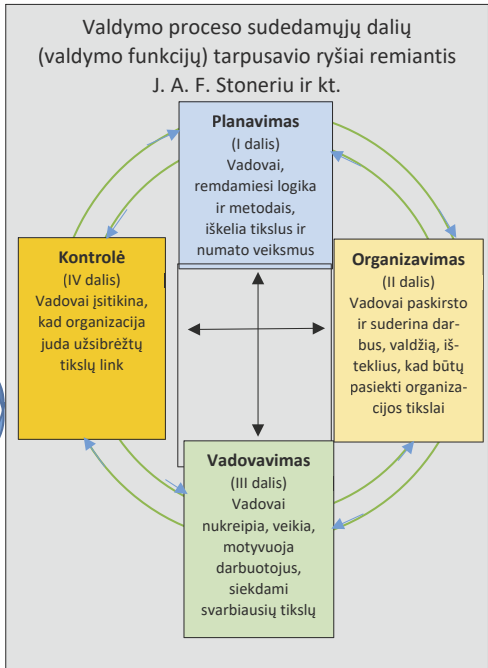 Valdymo proceso sudedamųjų dalių
(valdymo funkcijų) tarpusavio ryšiai remiantis
J. A. F. Stoneriu ir kt.
Planavimas
(I dalis)
Vadovai,
remdamiesi logika
ir metodais,
iškelia tikslus ir
numato veiksmus
Kontrolė
(IV dalis)
Vadovai įsitikina,
kad organizacija
juda užsibrėžtų
tikslų link
Organizavimas
(II dalis)
Vadovai paskirsto
ir suderina dar-
bus, valdžią, iš-
teklius, kad būtų
pasiekti organiza-
cijos tikslai
Vadovavimas
(III dalis)
Vadovai
nukreipia, veikia,
motyvuoja
darbuotojus,
siekdami
svarbiausių tikslų